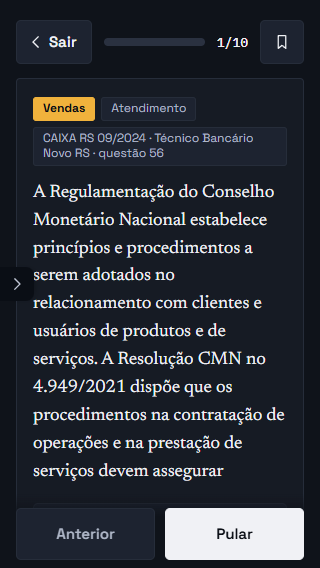 Sair
1/10
Vendas
Atendimento
CAIXA RS 09/2024 · Técnico Bancário
Novo RS · questão 56
A Regulamentação do Conselho
Monetário Nacional estabelece
princípios e procedimentos a
serem adotados no
relacionamento com clientes e
usuários de produtos e de
serviços. A Resolução CMN no
4.949/2021 dispõe que os
procedimentos na contratação de
operações e na prestação de
serviços devem assegurar
Anterior
Pular